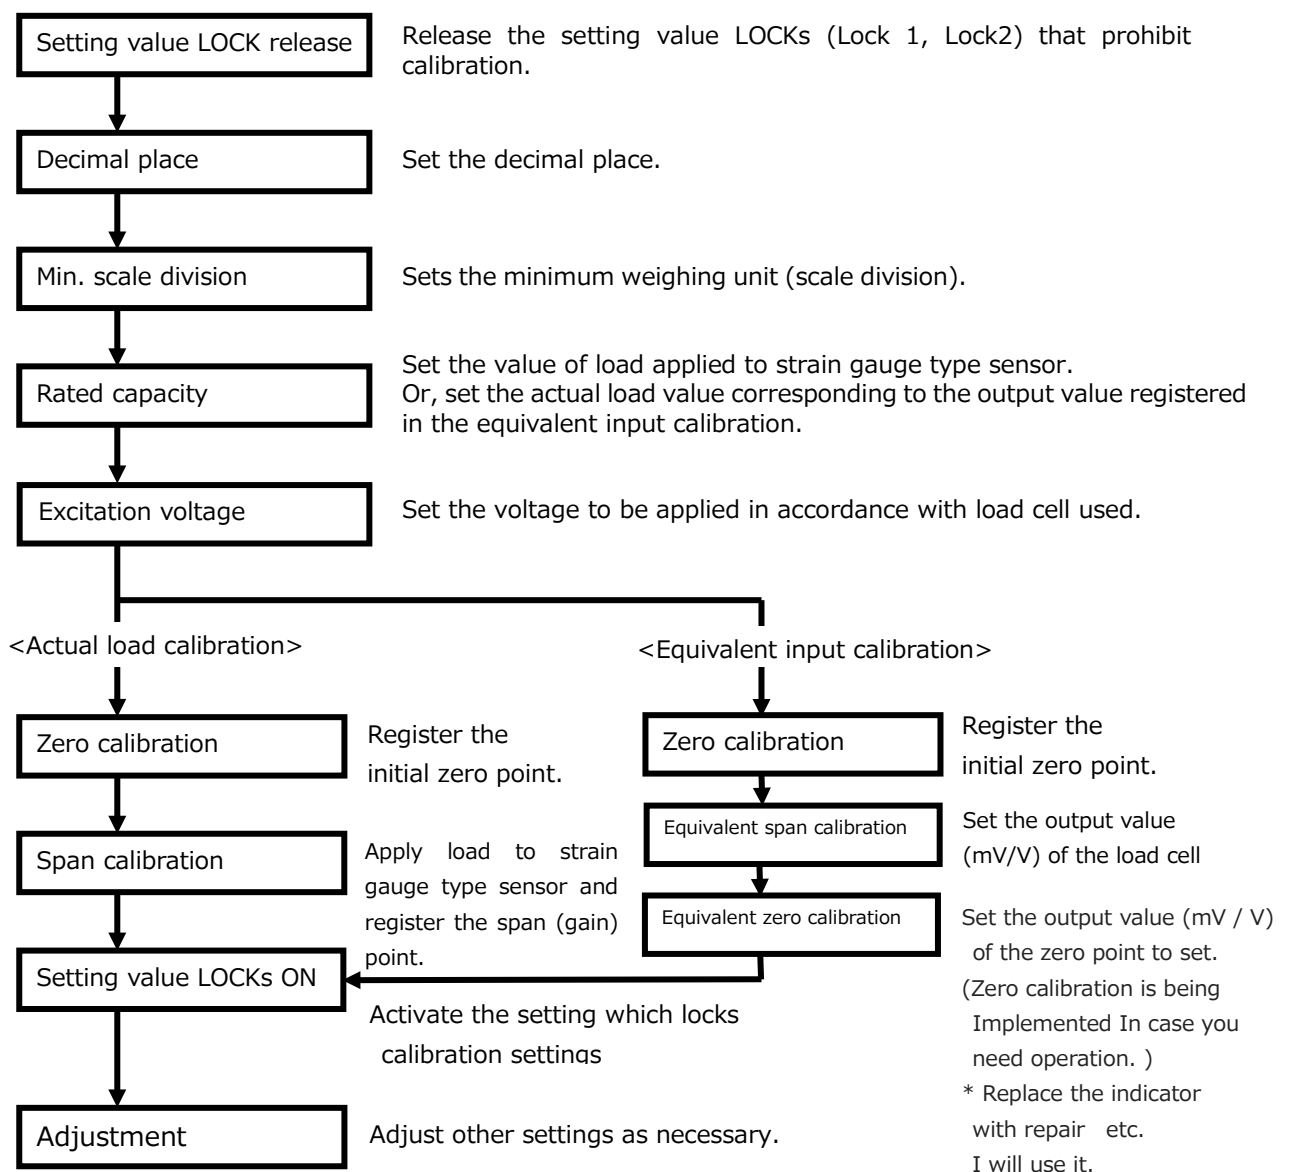 Setting value LOCK release
Release the setting value LOCKs (Lock 1, Lock2) that prohibit
calibration.
Decimal place
Set the decimal place.
Min. scale division
Sets the minimum weighing unit (scale division).
Rated capacity
Set the value of load applied to strain gauge type sensor.
Or, set the actual load value corresponding to the output value registered
in the equivalent input calibration.
Excitation voltage
Set the voltage to be applied in accordance with load cell used.
<Actual load calibration>
Zero calibration
Register the
initial zero point.
Span calibration
Apply load to strain
gauge type sensor and
register the span (gain)
point.
<Equivalent input calibration>
Zero calibration
Register the
initial zero point.
Equivalent span calibration
Set the output value
(mV/V) of the load cell
Equivalent zero calibration
Set the output value (mV / V)
of the zero point to set.
(Zero calibration is being
Implemented In case you
need operation. )
* Replace the indicator
with repair etc.
I will use it.
Setting value LOCKs ON
Activate the setting which locks
calibration settings
Adjustment
Adjust other settings as necessary.